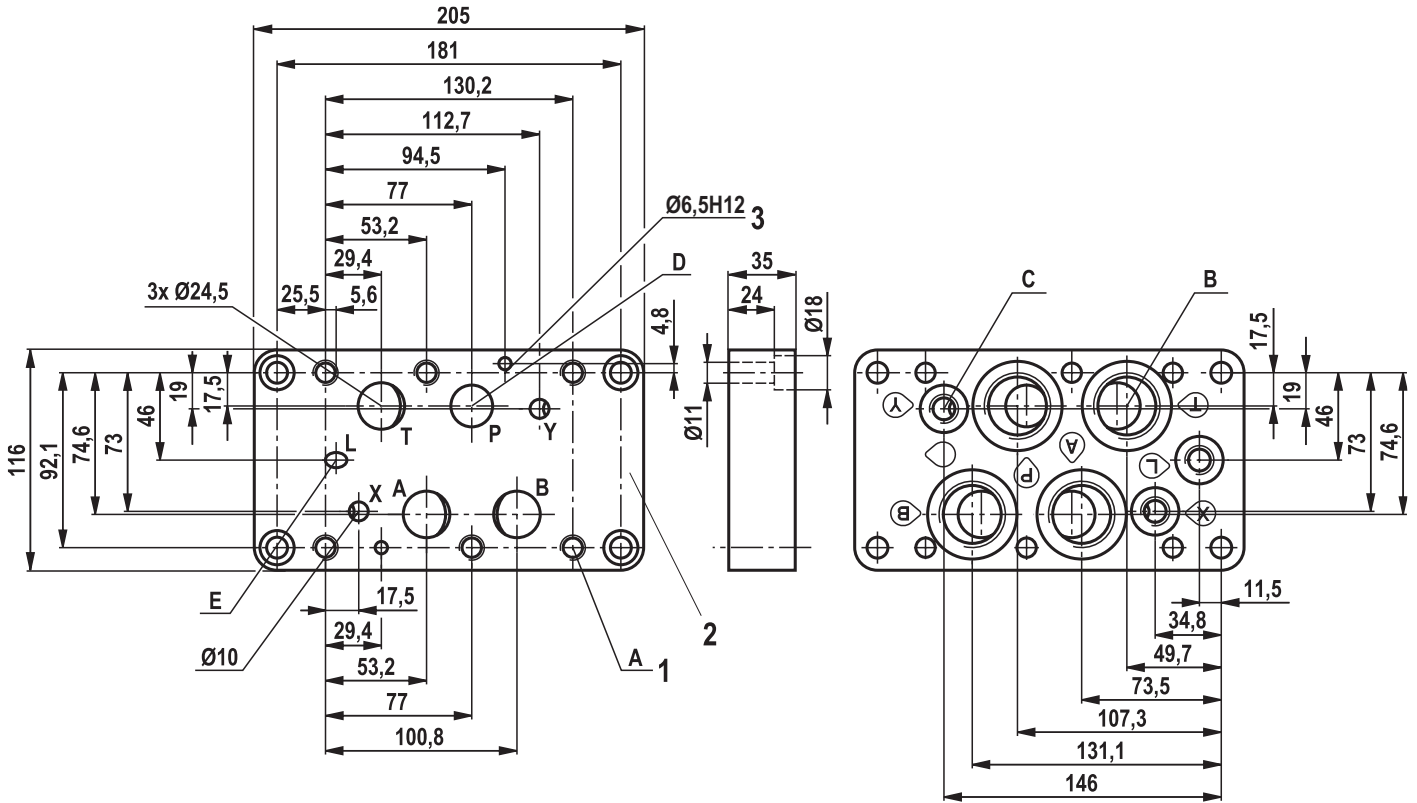 205
181
130,2
112,7
94,5
77
53,2
29,4
25,5
5,6
3x Ø24,5
Ø6,5H12 3
D
4,8
116
92,1
74,6
73
46
19
17,5
T
P
Y
L
X
A
B
E
Ø10
17,5
29,4
53,2
77
100,8
A 1
2
35
24
Ø18
Ø11
C
B
Y
T
A
P
L
B
X
17,5
19
46
73
74,6
11,5
34,8
49,7
73,5
107,3
131,1
146